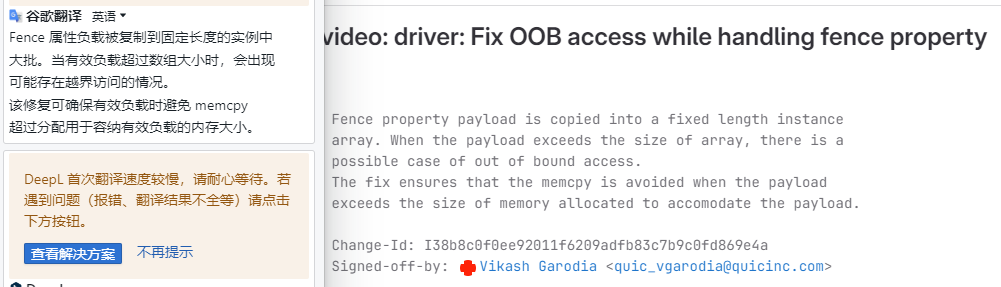 谷歌翻译 英语
Fence 属性负载被复制到固定长度的实例中
大批。当有效负载超过数组大小时，会出现
可能存在越界访问的情况。
该修复可确保有效负载时避免 memcpy
超过分配用于容纳有效负载的内存大小。
DeepL 首次翻译速度较慢，请耐心等待。若
遇到问题（报错、翻译结果不全等）请点击
下方按钮。
查看解决方案 不再提示
video: driver: Fix OOB access while handling fence property
Fence property payload is copied into a fixed length instance
array. When the payload exceeds the size of array, there is a
possible case of out of bound access.
The fix ensures that the memcpy is avoided when the payload
exceeds the size of memory allocated to accomodate the payload.
Change-Id: I38b8c0f0ee92011f6209adfb83c7b9c0fd869e4a
Signed-off-by: Vikash Garodia <quic_vgarodia@quicinc.com>